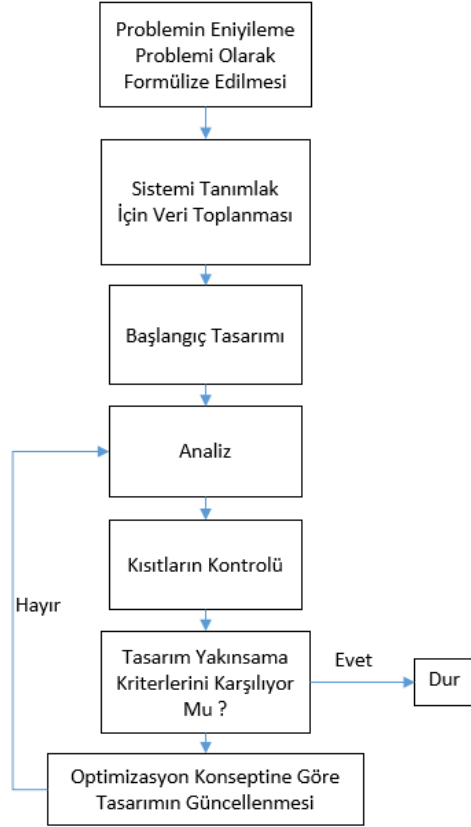 Problemin Eniyileme
Problemi Olarak
Formülize Edilmesi
Sistemi Tanımlak
İçin Veri Toplanması
Başlangıç Tasarımı
Analiz
Kısıtların Kontrolü
Hayır
Tasarım Yakınsama
Kriterlerini Karşılıyor
Mu ?
Evet
Dur
Optimizasyon Konseptine Göre
Tasarımın Güncellenmesi